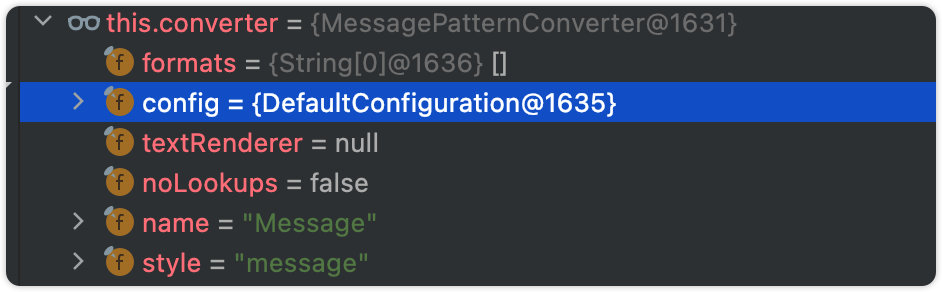 this.converter = {MessagePatternConverter@1631}
f formats = {String[0]@1636} []
f config = {DefaultConfiguration@1635}
f textRenderer = null
f noLookups = false
f name = "Message"
f style = "message"